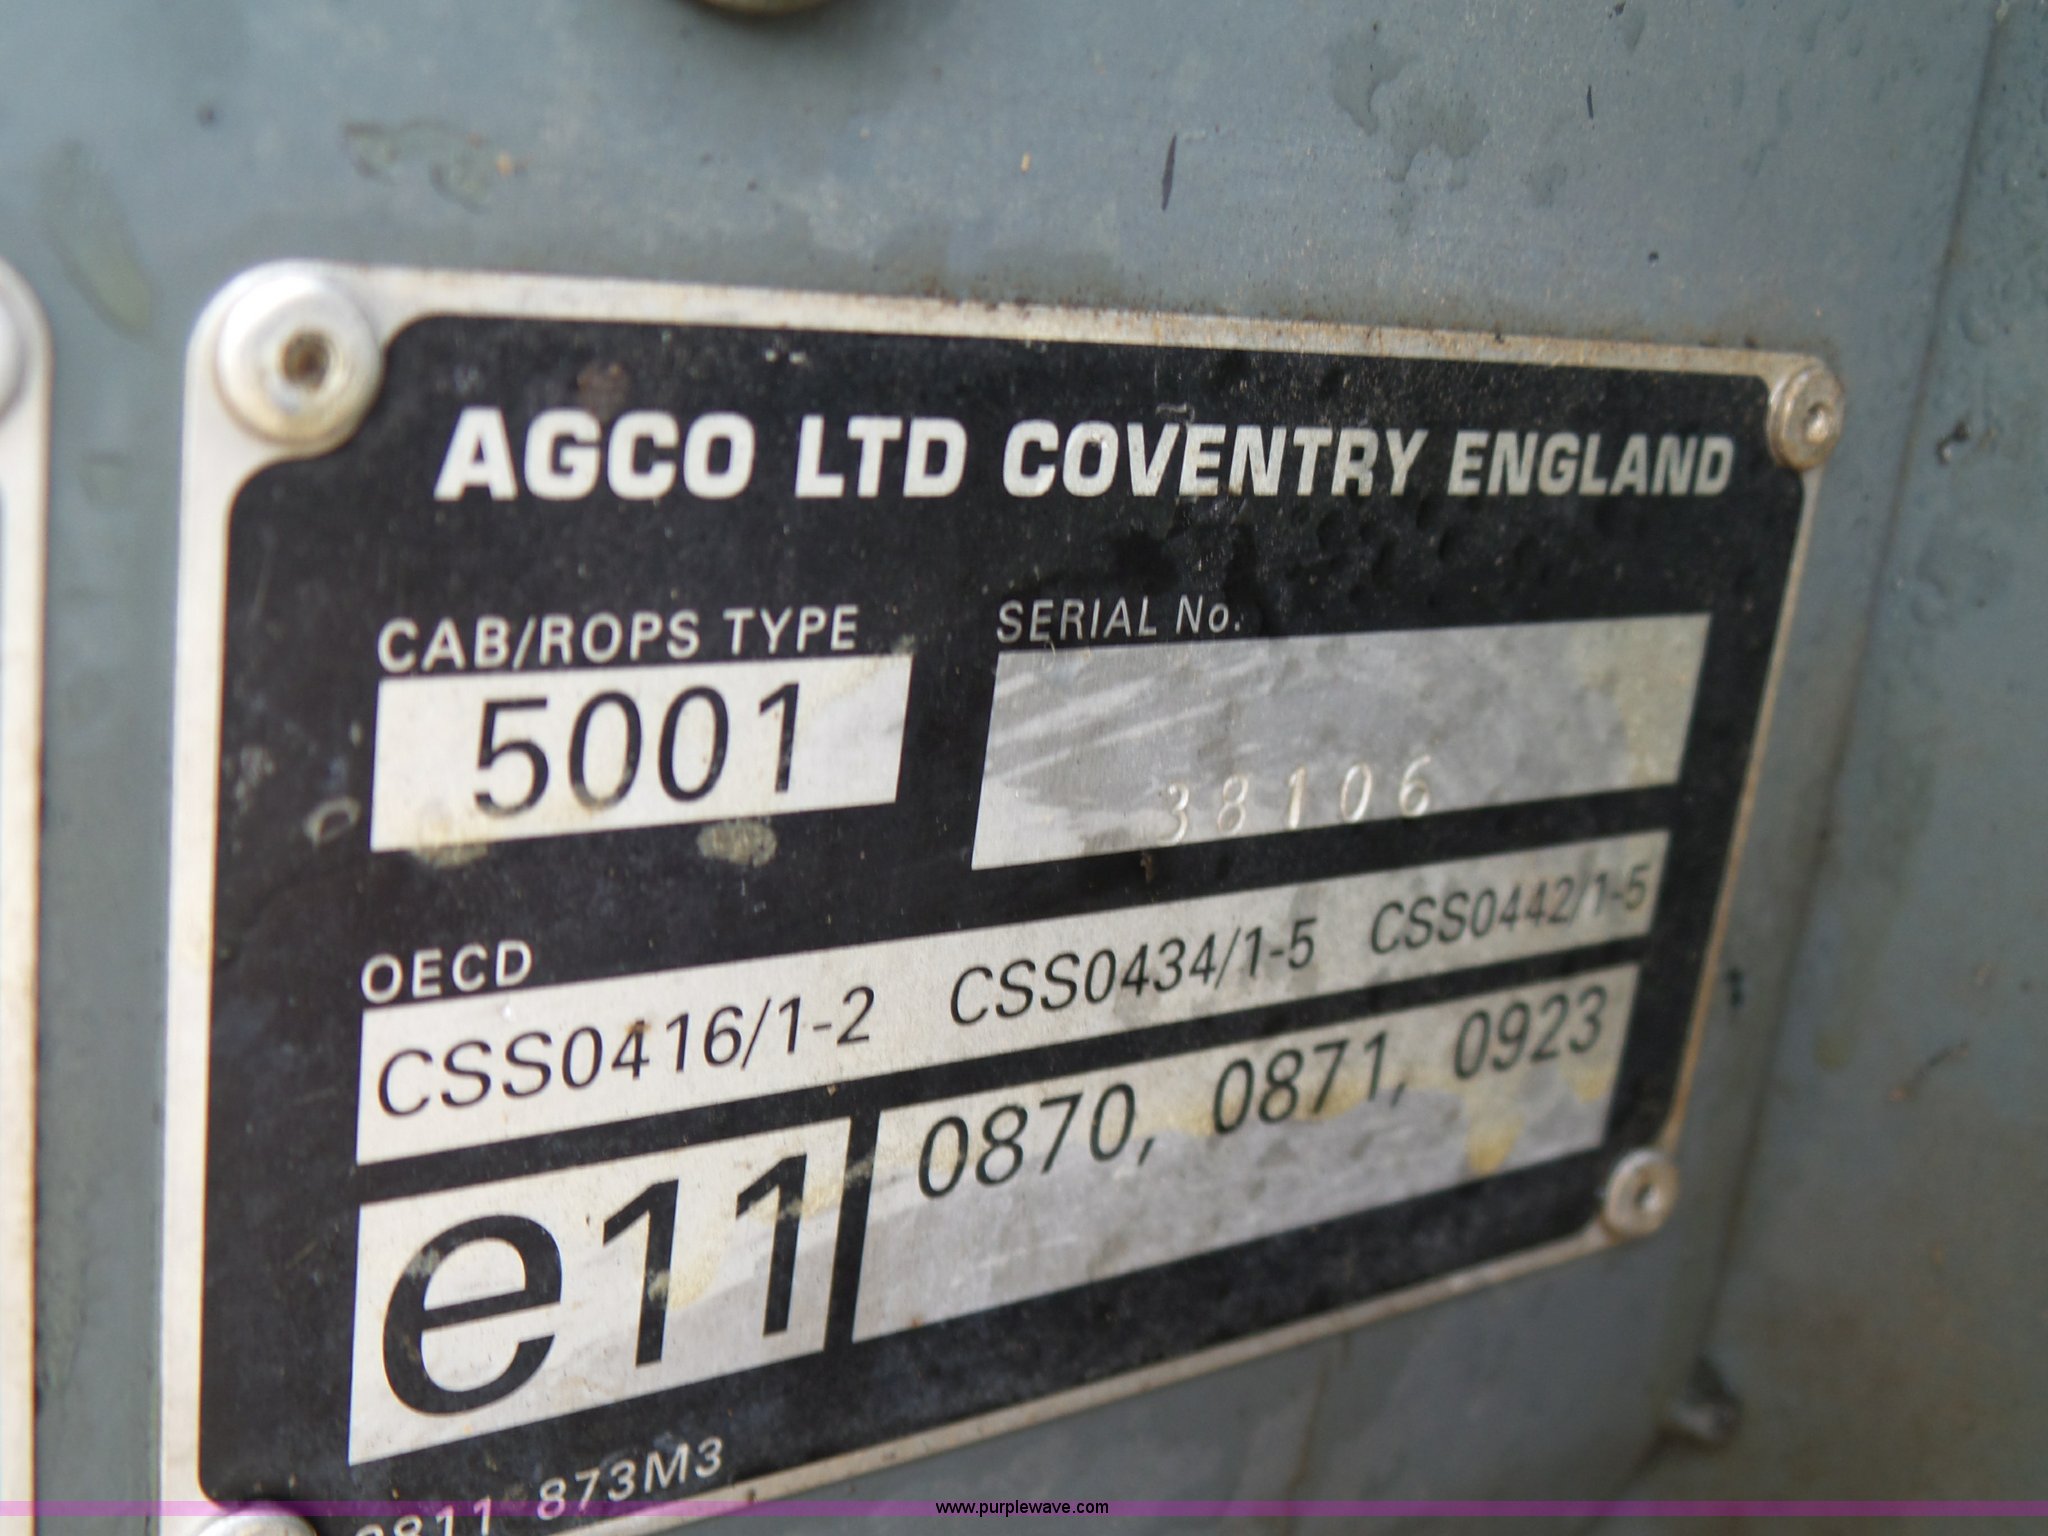 AGCO LTD COVENTRY ENGLAND
CAB/ROPS TYPE
5001
SERIAL No.
38106
OECD
CSS0416/1-2 CSS0434/1-5 CSS0442/1-5
e11
0870, 0871, 0923
873M3
www.purplewave.com